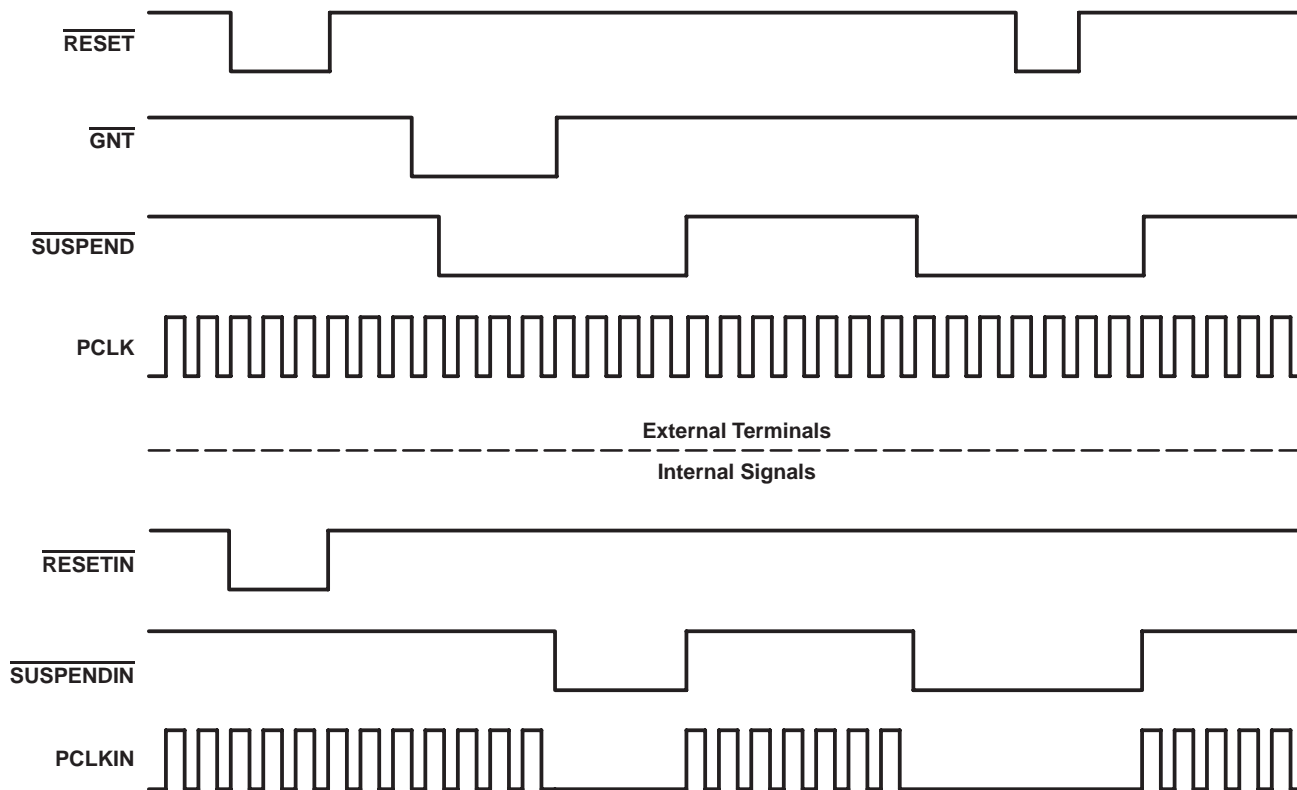 RESET
GNT
SUSPEND
PCLK
External Terminals
Internal Signals
RESETIN
SUSPENDIN
PCLKIN